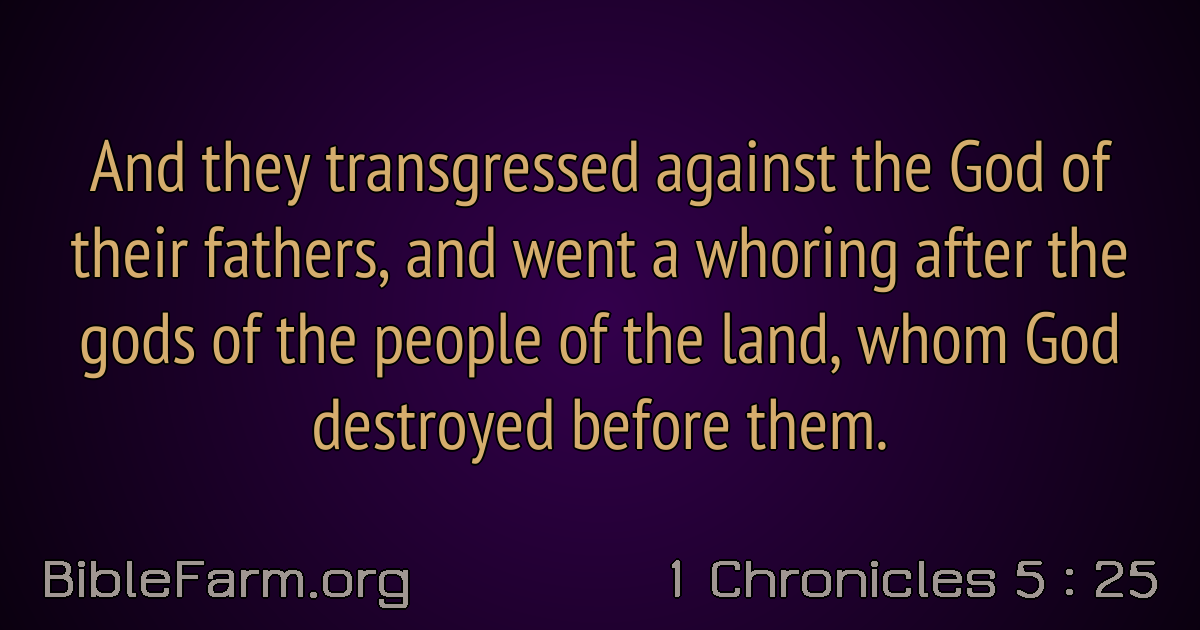 And they transgressed against the God of
their fathers, and went a whoring after the
gods of the people of the land, whom God
destroyed before them.
BibleFarm.org
1 Chronicles 5 : 25